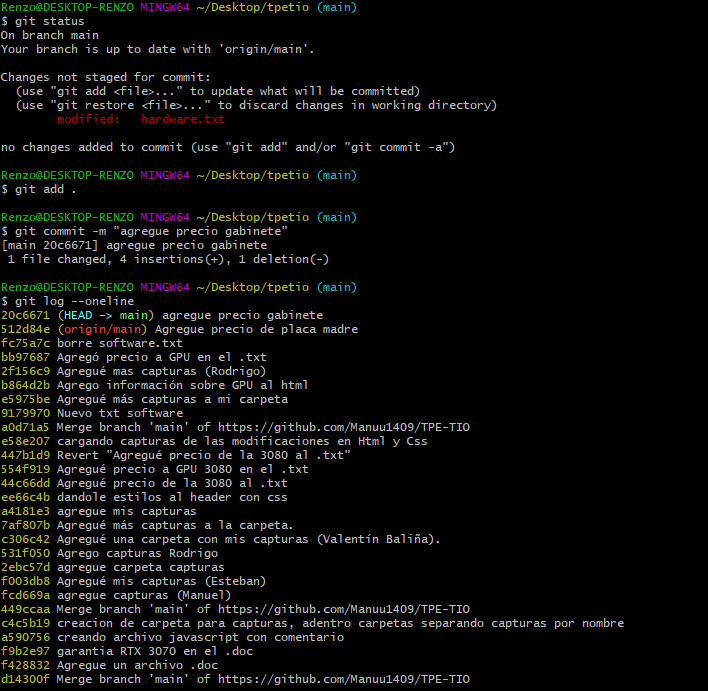 Renzo@DESKTOP-RENZO MINGW64 ~/Desktop/tpetio (main)
$ git status
On branch main
Your branch is up to date with 'origin/main'.
Changes not staged for commit:
  (use "git add <file>..." to update what will be committed)
  (use "git restore <file>..." to discard changes in working directory)
        modified:   hardware.txt
no changes added to commit (use "git add" and/or "git commit -a")
Renzo@DESKTOP-RENZO MINGW64 ~/Desktop/tpetio (main)
$ git add .
Renzo@DESKTOP-RENZO MINGW64 ~/Desktop/tpetio (main)
$ git commit -m "agregue precio gabinete"
[main 20c6671] agregue precio gabinete
 1 file changed, 4 insertions(+), 1 deletion(-)
Renzo@DESKTOP-RENZO MINGW64 ~/Desktop/tpetio (main)
$ git log --oneline
20c6671 (HEAD -> main) agregue precio gabinete
512d84e (origin/main) Agregue precio de placa madre
fc75a7c borre software.txt
bb97687 Agregó precio a GPU en el .txt
2f156c9 Agregué mas capturas (Rodrigo)
b864d2b Agrego información sobre GPU al html
e5975be Agregué más capturas a mi carpeta
9179970 Nuevo txt software
a0d71a5 Merge branch 'main' of https://github.com/Manuu1409/TPE-TIO
e58e207 cargando capturas de las modificaciones en Html y Css
447b1d9 Revert "Agregué precio de la 3080 al .txt"
554f919 Agregué precio a GPU 3080 en el .txt
44c66dd Agregué precio de la 3080 al .txt
ee66c4b dandole estilos al header con css
a4181e3 agregue mis capturas
7af807b Agregué más capturas a la carpeta.
c306c42 Agregué una carpeta con mis capturas (Valentín Baliña).
531f050 Agrego capturas Rodrigo
2ebc57d agregue carpeta capturas
f003db8 Agregué mis capturas (Esteban)
fcd669a agregue capturas (Manuel)
449ccaa Merge branch 'main' of https://github.com/Manuu1409/TPE-TIO
c4c5b19 creacion de carpeta para capturas, adentro carpetas separando capturas por nombre
a590756 creando archivo javascript con comentario
f9b2e97 garantia RTX 3070 en el .doc
f428832 Agregue un archivo .doc
d14300f Merge branch 'main' of https://github.com/Manuu1409/TPE-TIO